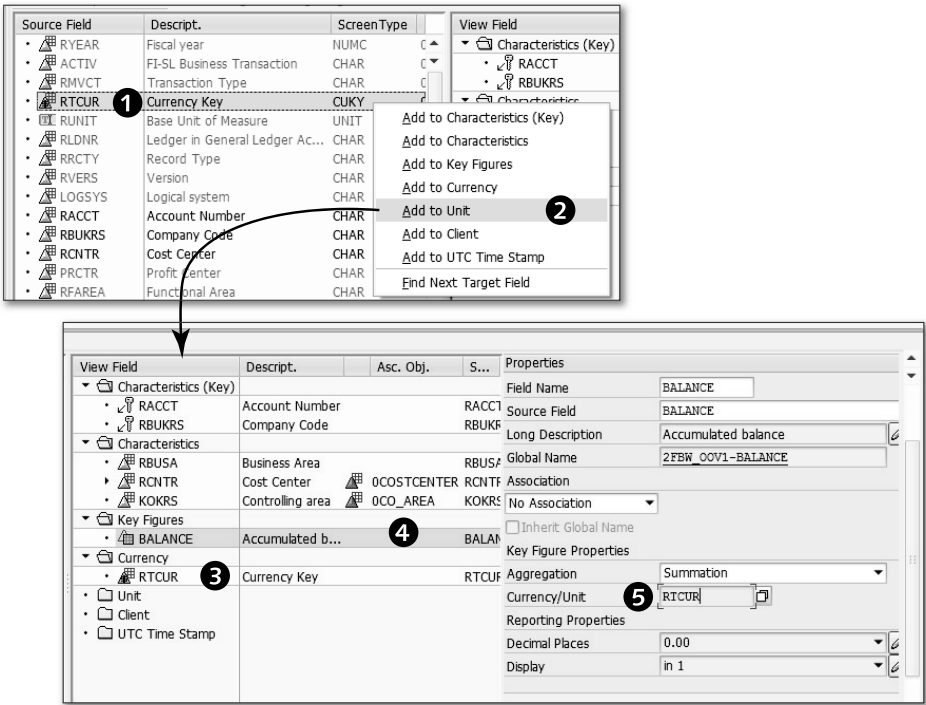 Source Field Descript. ScreenType View Field
RYEAR Fiscal year NUMC Characteristics (Key)
ACTIV FI-SL Business Transaction CHAR RACCT
RMVCT Transaction Type CHAR RBUKRS
RTCUR 1 Currency Key CUKY Characteristics
RUNIT Base Unit of Measure UNIT Add to Characteristics (Key)
RLDNR Ledger in General Ledger Ac... CHAR Add to Characteristics
RRCTY Record Type CHAR Add to Key Figures
RVERS Version CHAR Add to Currency
LOGSYS Logical system CHAR Add to Unit 2
RACCT Account Number CHAR Add to Client
RBUKRS Company Code CHAR Add to UTC Time Stamp
RCNTR Cost Center CHAR Find Next Target Field
PRCTR Profit Center CHAR
RFAREA Functional Area CHAR
View Field Descript. Asc. Obj. S...
Characteristics (Key)
RACCT Account Number RACCT
RBUKRS Company Code RBUKR
Characteristics
RBUSA Business Area RBUSA
RCNTR Cost Center 0COSTCENTER RCNTR
KOKRS Controlling area 0CO_AREA KOKRS
Key Figures
BALANCE Accumulated b... 4 BALAN
Currency
RTCUR 3 Currency Key RTCUR
Unit
Client
UTC Time Stamp
Properties
Field Name BALANCE
Source Field BALANCE
Long Description Accumulated balance
Global Name 2FBW_OOV1-BALANCE
Association
No Association
Inherit Global Name
Key Figure Properties
Aggregation Summation
Currency/Unit 5 RTCUR
Reporting Properties
Decimal Places 0.00
Display in 1